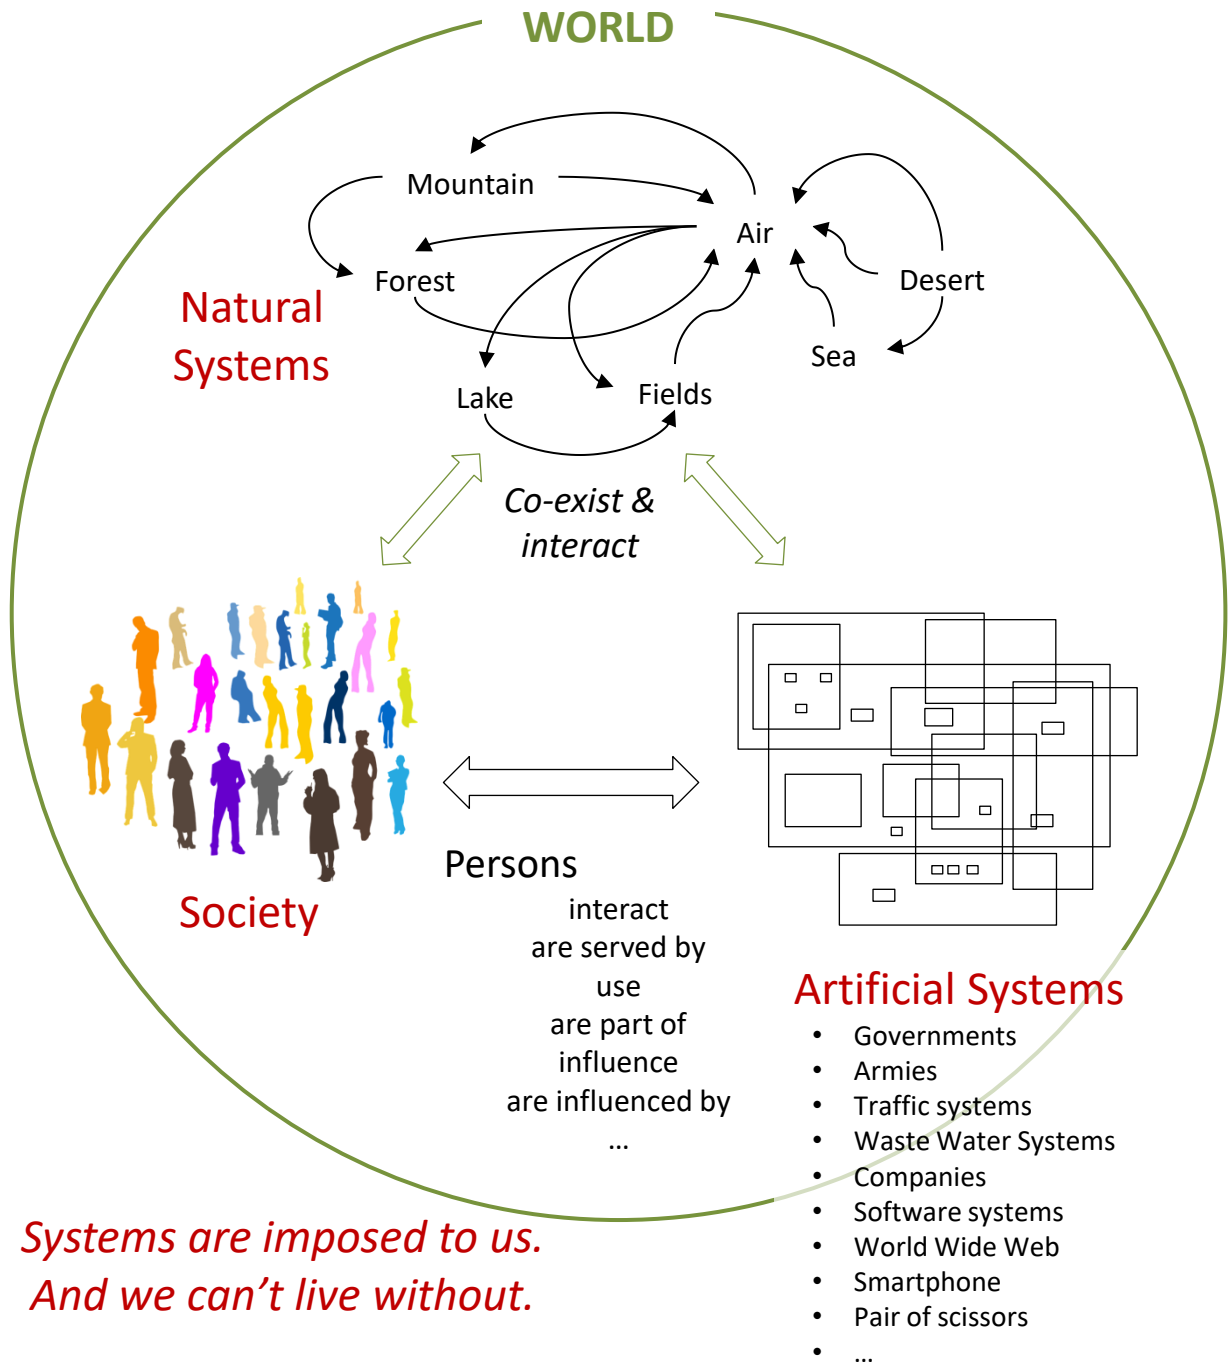 WORLD
Mountain
Air
Forest
Desert
Natural
Systems
Sea
Lake
Fields
Co-exist &
interact
Persons
Society
interact
are served by
use
are part of
influence
are influenced by
...
Artificial Systems
• Governments
• Armies
• Traffic systems
• Waste Water Systems
• Companies
• Software systems
• World Wide Web
• Smartphone
• Pair of scissors
• ...
Systems are imposed to us.
And we can’t live without.